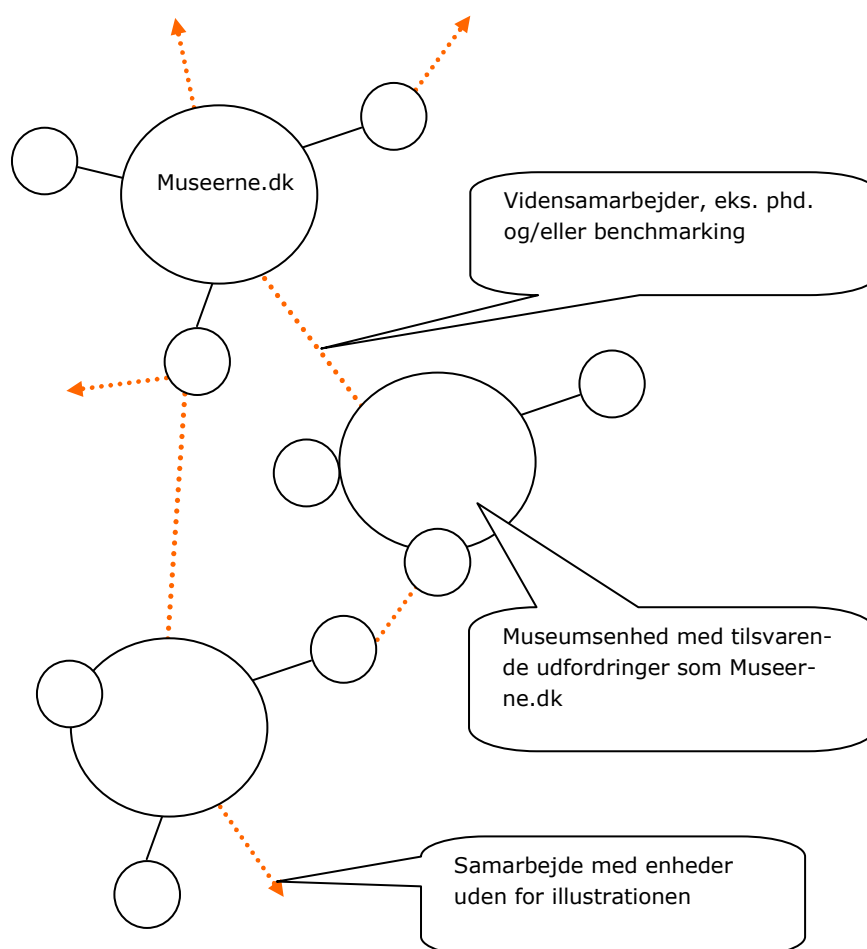 Museerne.dk
Vidensamarbejder, eks. phd.
og/eller benchmarking
Museumsenhed med tilsvaren-
de udfordringer som Museer-
ne.dk
Samarbejde med enheder
uden for illustrationen